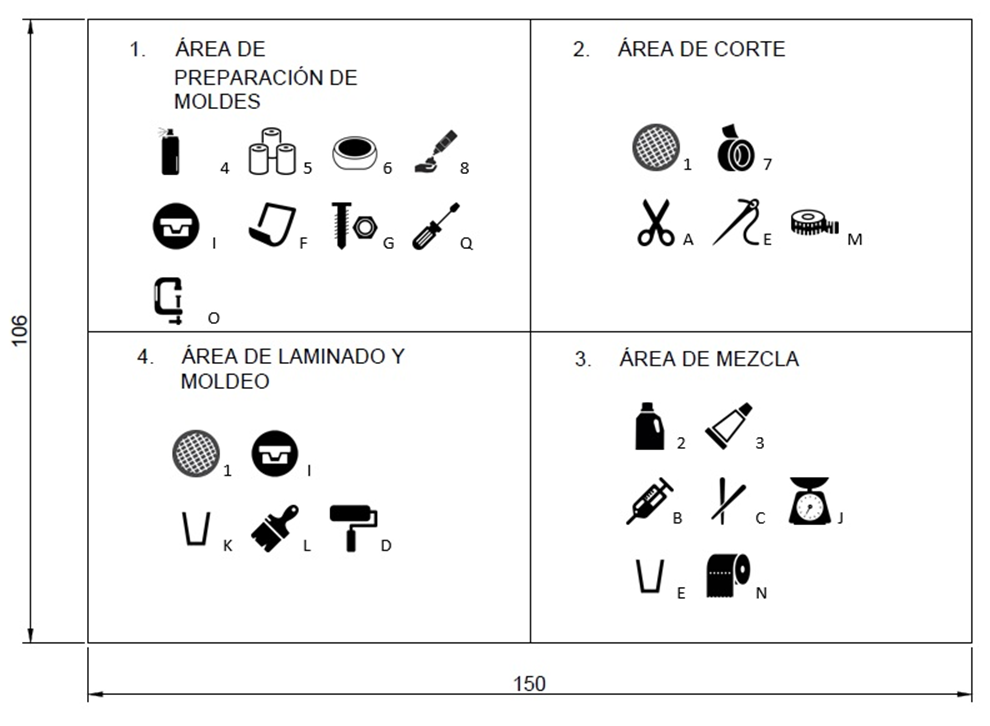 1. ÁREA DE
PREPARACIÓN DE
MOLDES
4 5 6 8
I F G Q
O
2. ÁREA DE CORTE
1 7
A E M
4. ÁREA DE LAMINADO Y
MOLDEO
1 I
K L D
3. ÁREA DE MEZCLA
2 3
B C J
E N
106
150